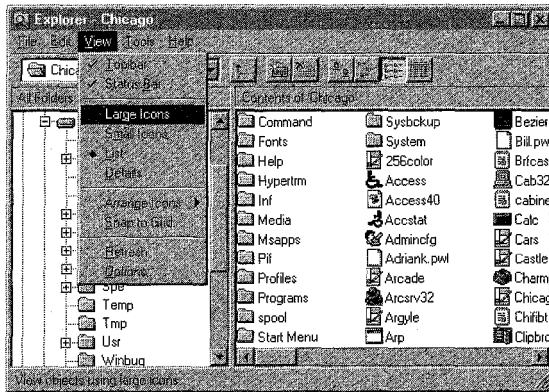 Explorer - Chicago
File Edit View Tools Help
Chic
Toolbar
Status Bar
Large Icons
Small Icons
List
Details
Arrange Icons
Snap to Grid
Refresh
Options...
All Folders
Spe
Temp
Tmp
Usr
Winbug
Contents of 'Chicago'
Command
Fonts
Help
Hypertrm
Inf
Media
Msapps
Pif
Profiles
Programs
spool
Start Menu
Sysbckup
System
256color
Access
Access40
Accstat
Admincfg
Adriank.pwl
Arcade
Arcsrv32
Argyle
Arp
Bezier
Bill.pw
Brfcas
Cab32
cabine
Calc
Cars
Castle
Charm
Chicag
Chifibt
Clipbro
View objects using large icons.